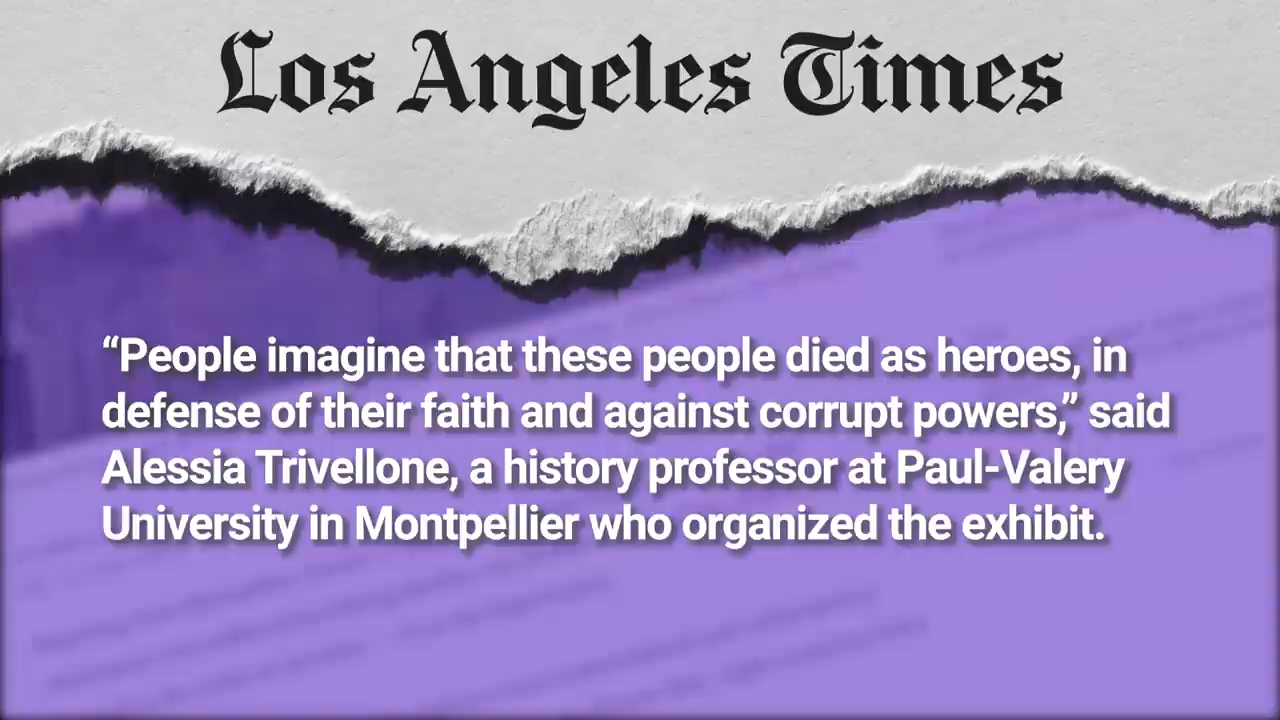 Los Angeles Times
“People imagine that these people died as heroes, in
defense of their faith and against corrupt powers,” said
Alessia Trivellone, a history professor at Paul-Valery
University in Montpellier who organized the exhibit.